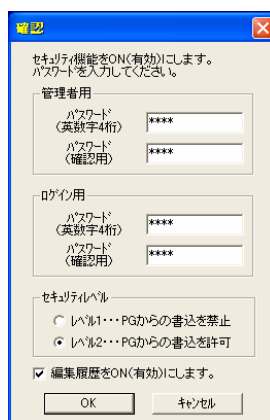 確認
セキュリティ機能をON(有効)にします。
パスワードを入力してください。
管理者用
パスワード
(英数字4桁)
****
パスワード
(確認用)
****
ログイン用
パスワード
(英数字4桁)
****
パスワード
(確認用)
****
セキュリティレベル
レベル1・・・PGからの書込を禁止
レベル2・・・PGからの書込を許可
編集履歴をON(有効)にします。
OK
キャンセル